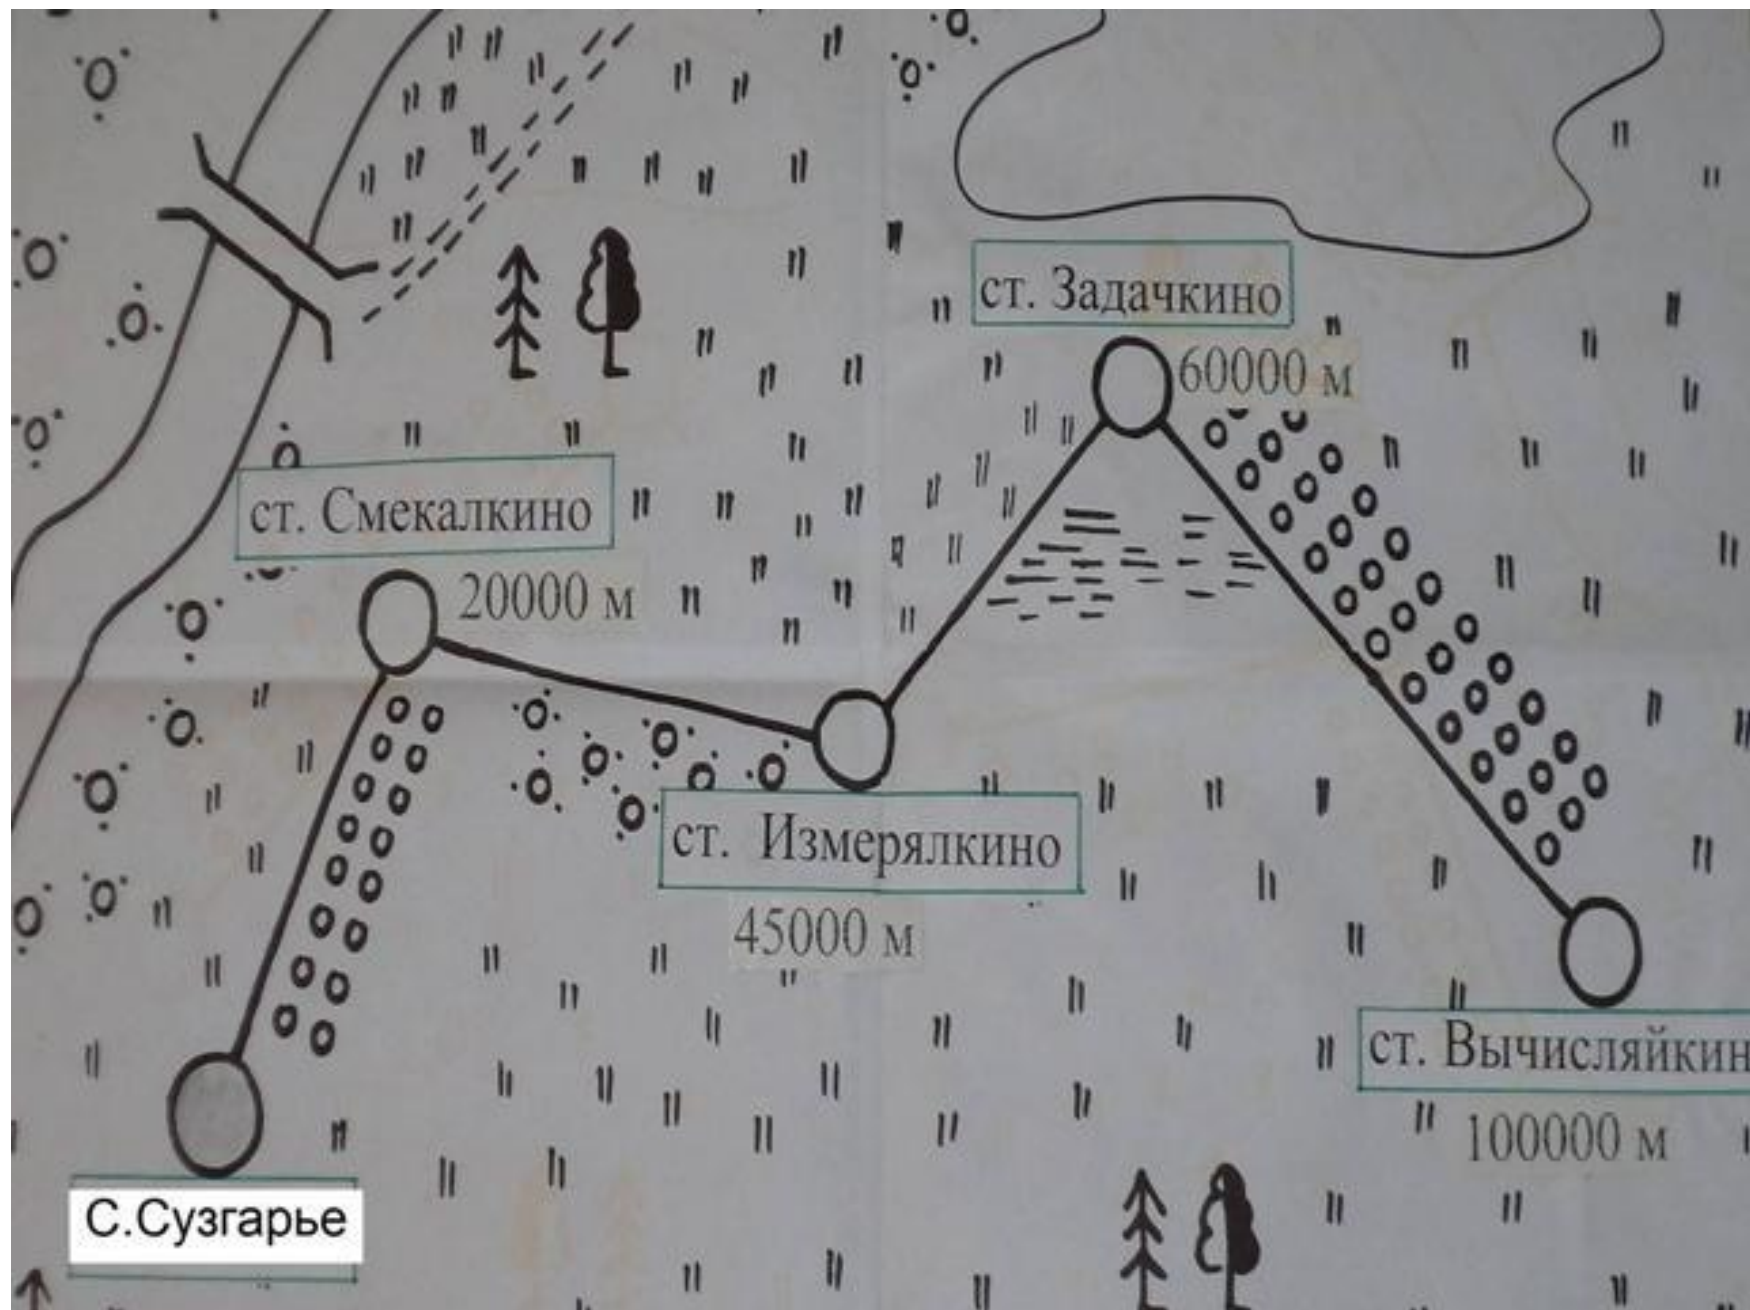 ст. Задачкино
60000 м
ст. Смекалкино
20000 м
ст. Измерялкино
45000 м
ст. Вычисляйкин
100000 м
С.Сузгарье